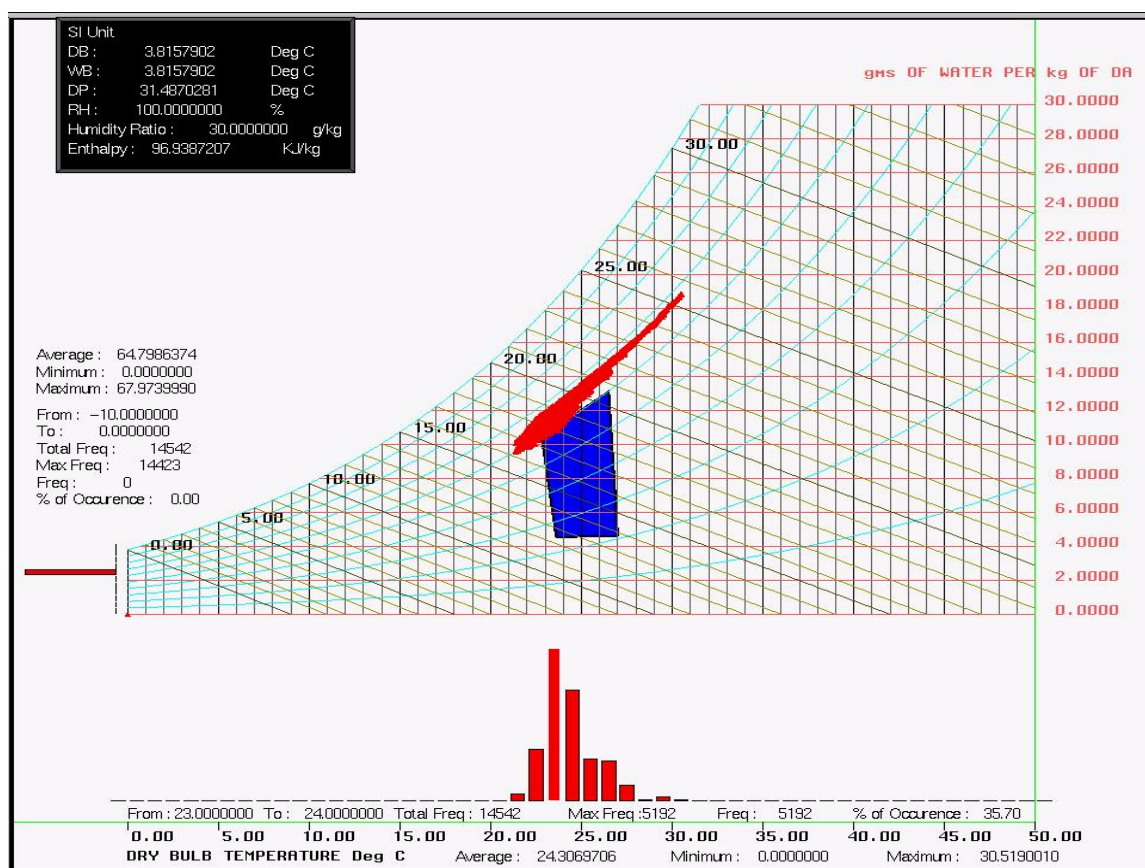 SI Unit
DB : 3.8157902 Deg C
WB : 3.8157902 Deg C
DP : 31.4870281 Deg C
RH : 100.0000000 %
Humidity Ratio : 30.0000000 g/kg
Enthalpy : 96.9387207 KJ/kg
gms OF WATER PER kg OF DA
30.0000
28.0000
26.0000
24.0000
22.0000
20.0000
18.0000
16.0000
14.0000
12.0000
10.0000
8.0000
6.0000
4.0000
2.0000
0.0000
30.00
25.00
20.00
15.00
10.00
5.00
0.00
Average : 64.7986374
Minimum : 0.0000000
Maximum : 67.9739990
From : -10.0000000
To : 0.0000000
Total Freq : 14542
Max Freq : 14423
Freq : 0
% of Occurence : 0.00
From : 23.0000000 To : 24.0000000 Total Freq : 14542 Max Freq :5192 Freq : 5192 % of Occurence : 35.70
0.00 5.00 10.00 15.00 20.00 25.00 30.00 35.00 40.00 45.00 50.00
DRY BULB TEMPERATURE Deg C Average : 24.3069706 Minimum : 0.0000000 Maximum : 30.5190010